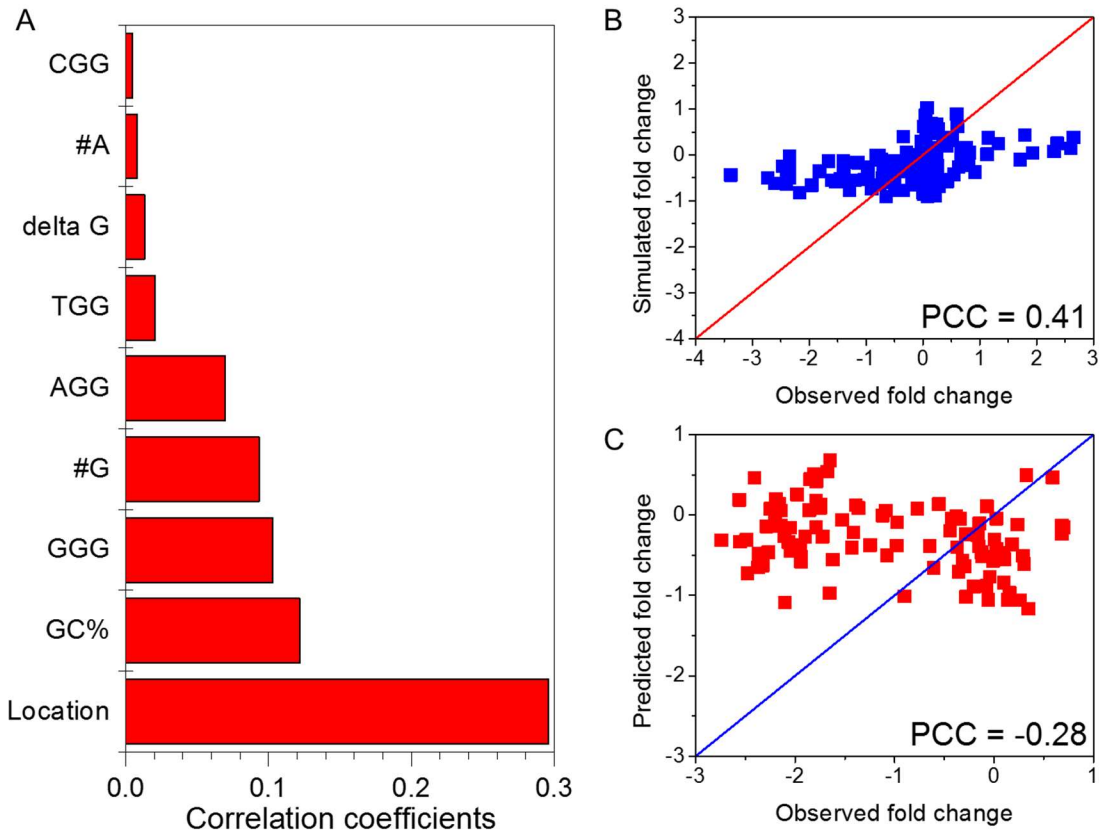 A
CGG
#A
delta G
TGG
AGG
#G
GGG
GC%
Location
0.0 0.1 0.2 0.3
Correlation coefficients
B
3
2
1
0
-1
-2
-3
-4
Simulated fold change
PCC = 0.41
-4 -3 -2 -1 0 1 2 3
Observed fold change
C
1
0
-1
-2
-3
Predicted fold change
PCC = -0.28
-3 -2 -1 0 1
Observed fold change